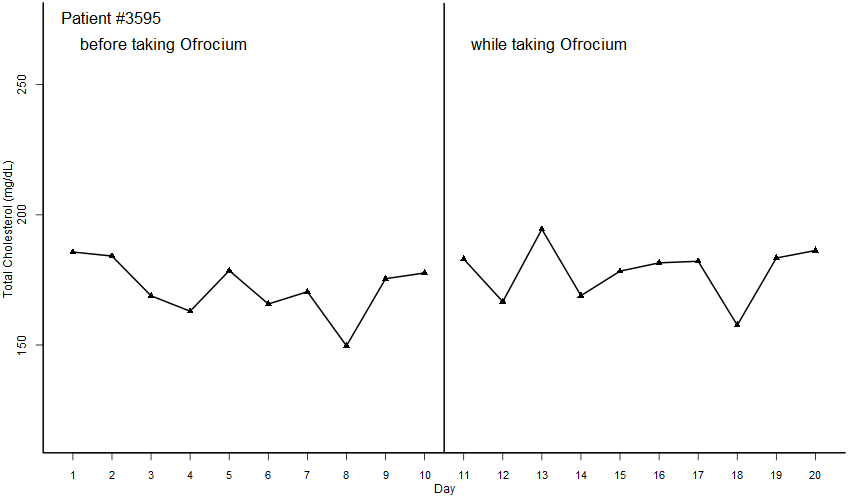 Patient #3595
before taking Ofrocium
while taking Ofrocium
Total Cholesterol (mg/dL)
250
200
150
1 2 3 4 5 6 7 8 9 10 11 12 13 14 15 16 17 18 19 20
Day